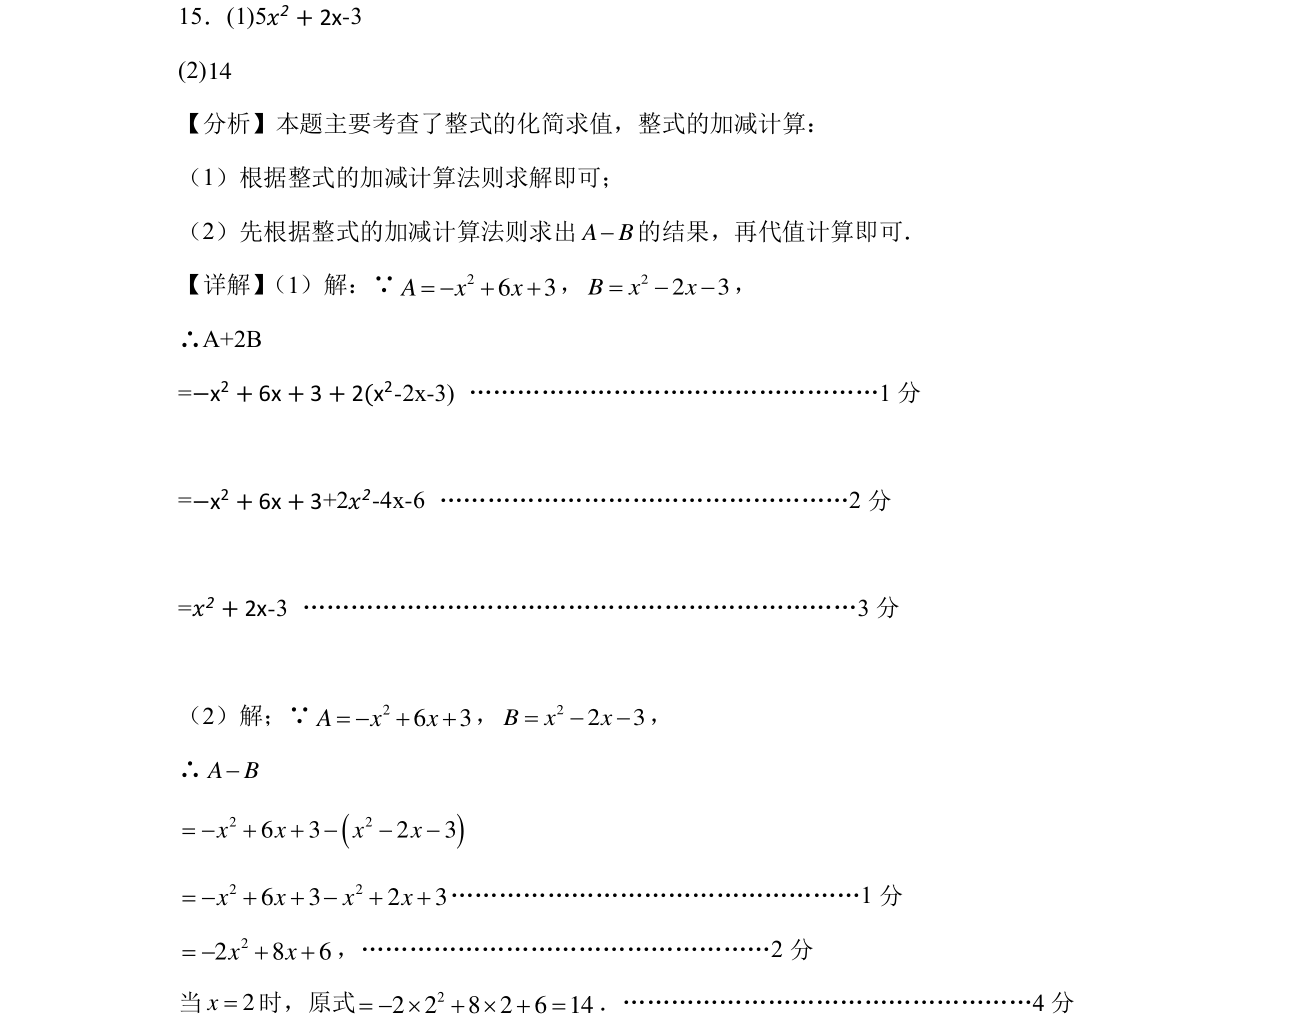 15．(1)5x² + 2x-3
(2)14
【分析】本题主要考查了整式的化简求值，整式的加减计算：
（1）根据整式的加减计算法则求解即可；
（2）先根据整式的加减计算法则求出 A－B 的结果，再代值计算即可．
【详解】（1）解：∵ A＝−x²＋6x＋3，B＝x²－2x－3，
∴A+2B
=−x² + 6x + 3 + 2(x²-2x-3) ……………………………………………1 分
=−x² + 6x + 3+2x²-4x-6 ……………………………………………2 分
=x² + 2x-3 ……………………………………………………………3 分
（2）解；∵ A＝−x²＋6x＋3，B＝x²－2x－3，
∴ A－B
＝−x²＋6x＋3－(x²－2x－3)
＝−x²＋6x＋3－x²＋2x＋3……………………………………………1 分
＝−2x²＋8x＋6，……………………………………………2 分
当 x＝2 时，原式＝−2×2²＋8×2＋6＝14．……………………………………………4 分